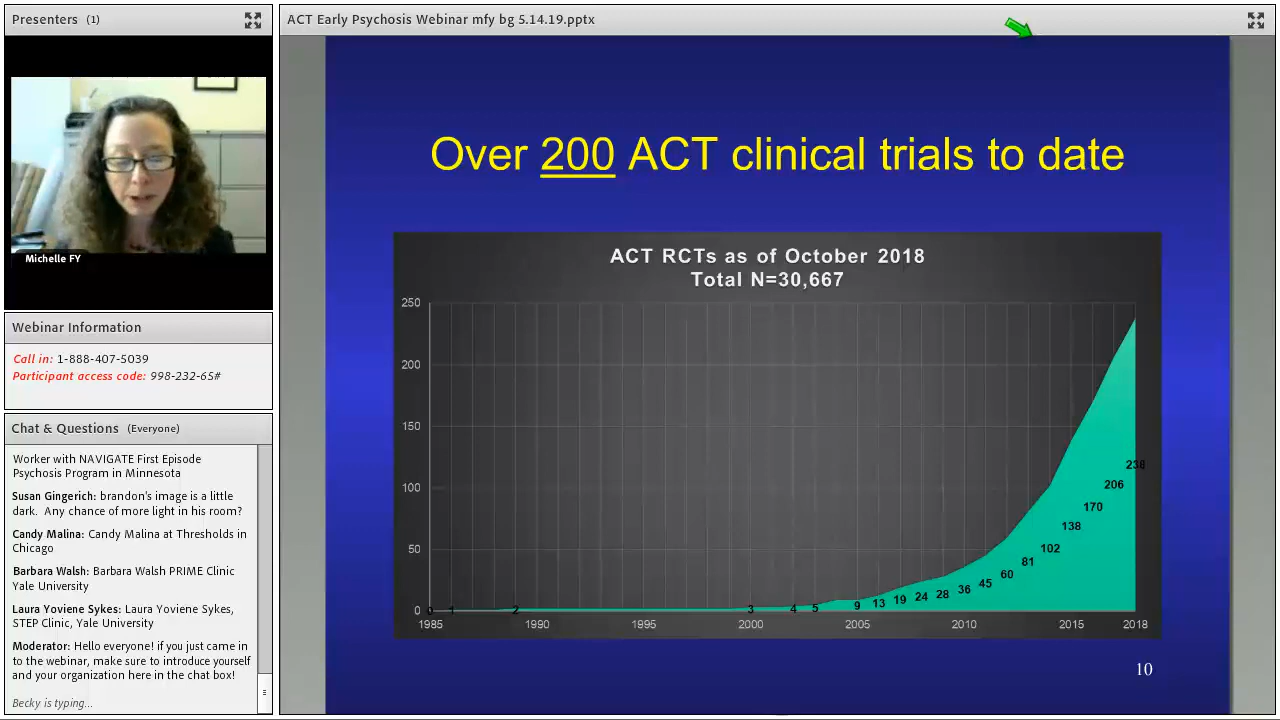 Presenters (1)
Michelle FY
Webinar Information
Call in: 1-888-407-5039
Participant access code: 998-232-65#
Chat & Questions (Everyone)
Worker with NAVIGATE First Episode
Psychosis Program in Minnesota
Susan Gingerich: brandon's image is a little
dark. Any chance of more light in his room?
Candy Malina: Candy Malina at Thresholds in
Chicago
Barbara Walsh: Barbara Walsh PRIME Clinic
Yale University
Laura Yoviene Sykes: Laura Yoviene Sykes,
STEP Clinic, Yale University
Moderator: Hello everyone! if you just came in
to the webinar, make sure to introduce yourself
and your organization here in the chat box!
Becky is typing...
ACT Early Psychosis Webinar mfy bg 5.14.19.pptx
Over 200 ACT clinical trials to date
ACT RCTs as of October 2018
Total N=30,667
250
200
150
100
50
0
0 1 2 3 4 5 9 13 19 24 28 36 45 60 81 102 138 170 206 238
1985 1990 1995 2000 2005 2010 2015 2018
10